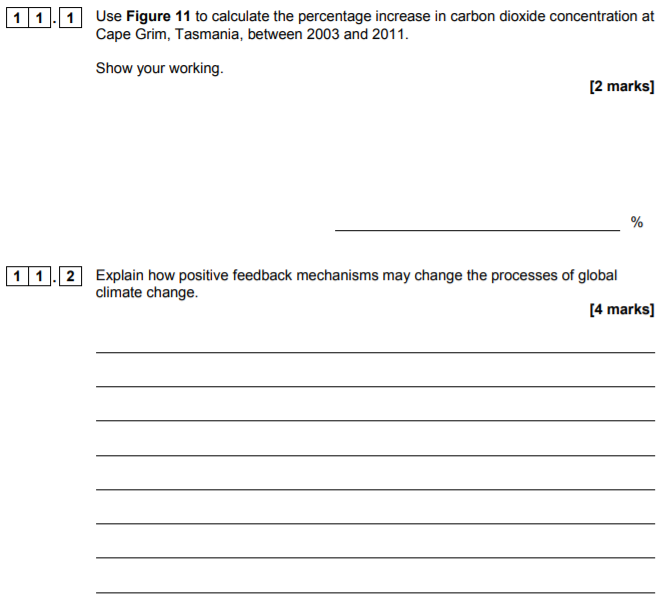 1 1 . 1 Use Figure 11 to calculate the percentage increase in carbon dioxide concentration at
Cape Grim, Tasmania, between 2003 and 2011.
Show your working.
[2 marks]
%
1 1 . 2 Explain how positive feedback mechanisms may change the processes of global
climate change.
[4 marks]